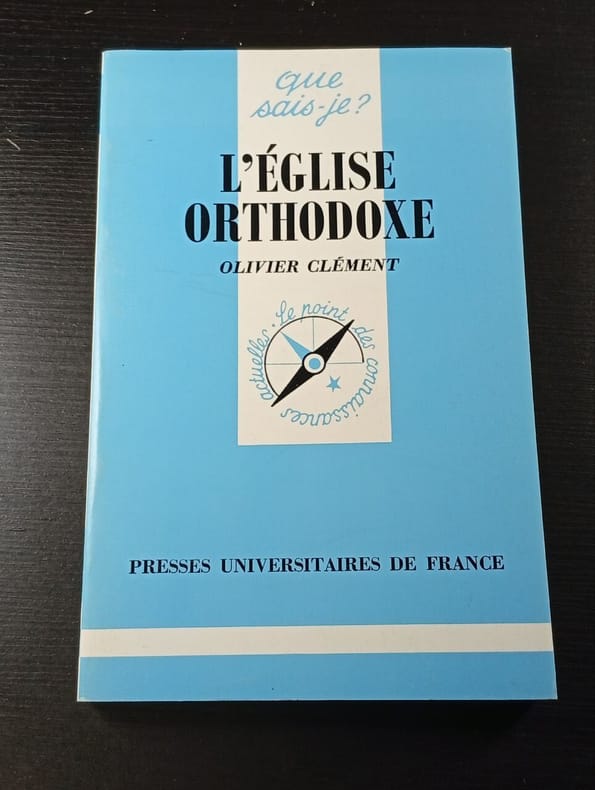 que
sais-je?
L'ÉGLISE
ORTHODOXE
OLIVIER CLÉMENT
Le point des connaissances actuelles.
PRESSES UNIVERSITAIRES DE FRANCE